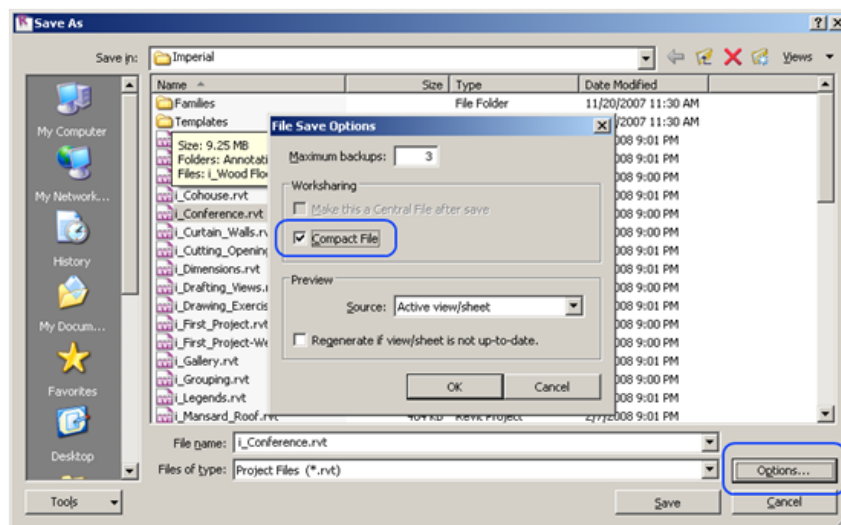 Save As
Save in: Imperial Views
Name Size Type Date Modified
Families File Folder 11/20/2007 11:30 AM
Templates /2007 11:30 AM
Size: 9.25 MB
Folders: Annotati
Files: i_Wood Flo
008 9:01 PM
008 9:01 PM
008 9:00 PM
i_Cohouse.rvt 008 9:01 PM
i_Conference.rvt 008 9:00 PM
i_Curtain_Walls.rv 008 9:00 PM
i_Cutting_Opening 008 9:01 PM
i_Dimensions.rvt 008 9:01 PM
i_Drafting_Views.r 008 9:00 PM
i_Drawing_Exercis 008 9:01 PM
i_First_Project.rvt 008 9:00 PM
i_First_Project-We 008 9:00 PM
i_Gallery.rvt 008 9:01 PM
i_Grouping.rvt 008 9:00 PM
i_Legends.rvt 008 9:01 PM
i_Mansard_Roof.rvt 404 KB Revit Project 2/7/2008 9:01 PM
My Computer
My Network...
History
My Docum...
Favorites
Desktop
File Save Options
Maximum backups: 3
Worksharing
Make this a Central File after save
Compact File
Preview
Source: Active view/sheet
Regenerate if view/sheet is not up-to-date.
OK Cancel
File name: i_Conference.rvt
Files of type: Project Files (*.rvt) Options...
Tools Save Cancel